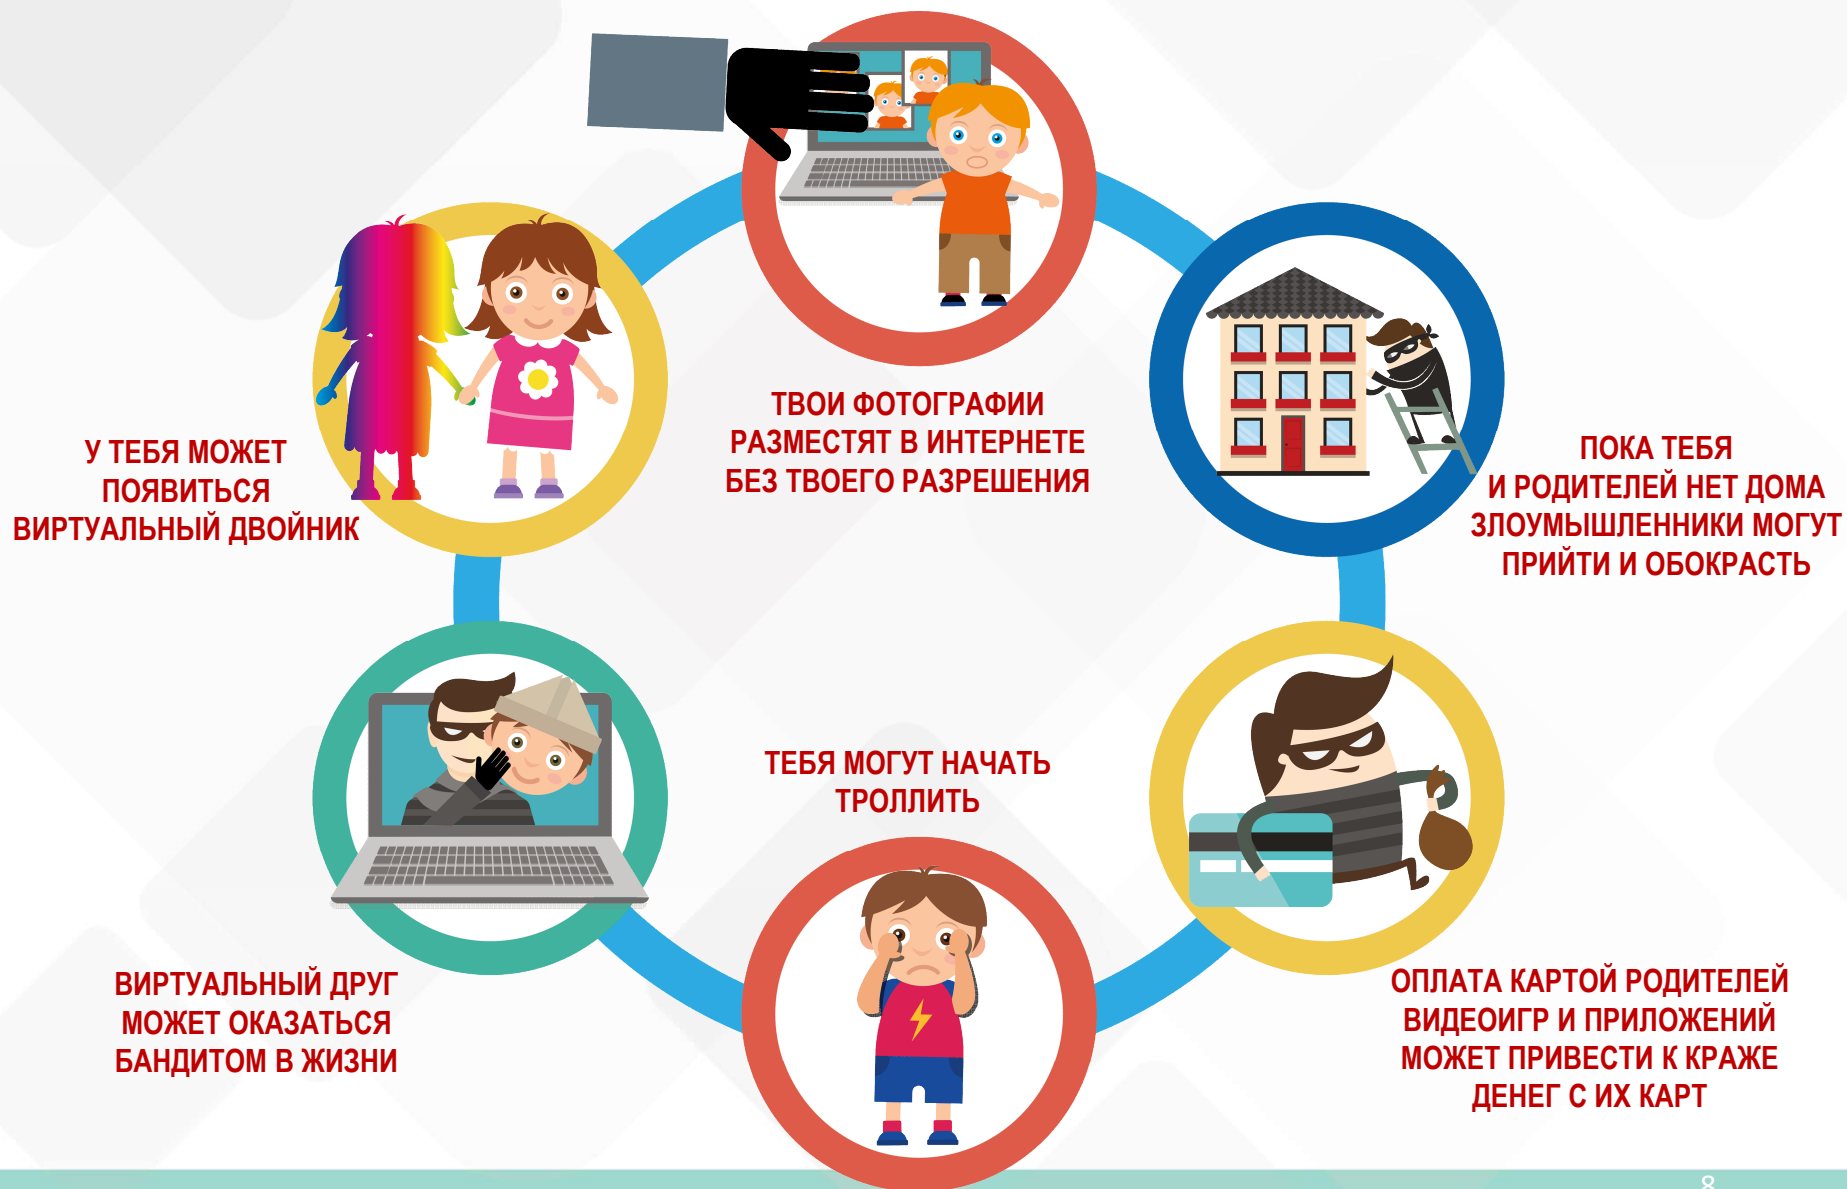 ТВОИ ФОТОГРАФИИ
РАЗМЕСТЯТ В ИНТЕРНЕТЕ
БЕЗ ТВОЕГО РАЗРЕШЕНИЯ
У ТЕБЯ МОЖЕТ
ПОЯВИТЬСЯ
ВИРТУАЛЬНЫЙ ДВОЙНИК
ПОКА ТЕБЯ
И РОДИТЕЛЕЙ НЕТ ДОМА
ЗЛОУМЫШЛЕННИКИ МОГУТ
ПРИЙТИ И ОБОКРАСТЬ
ТЕБЯ МОГУТ НАЧАТЬ
ТРОЛЛИТЬ
ВИРТУАЛЬНЫЙ ДРУГ
МОЖЕТ ОКАЗАТЬСЯ
БАНДИТОМ В ЖИЗНИ
ОПЛАТА КАРТОЙ РОДИТЕЛЕЙ
ВИДЕОИГР И ПРИЛОЖЕНИЙ
МОЖЕТ ПРИВЕСТИ К КРАЖЕ
ДЕНЕГ С ИХ КАРТ
8